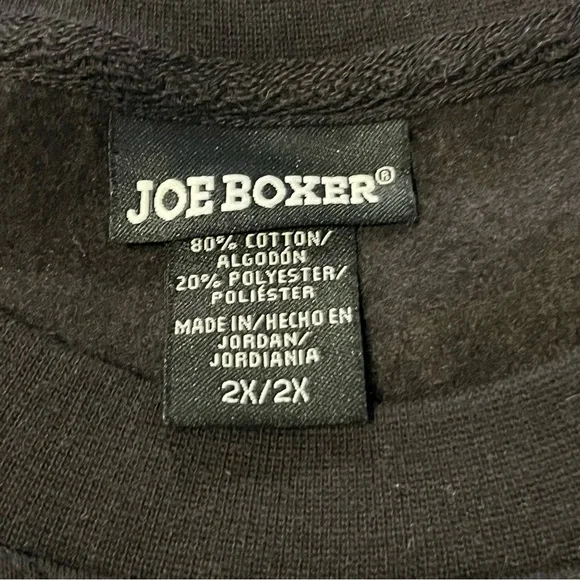 JOE BOXER®
80% COTTON/
ALGODÓN
20% POLYESTER/
POLIÉSTER
MADE IN/HECHO EN
JORDAN/
JORDIANIA
2X/2X